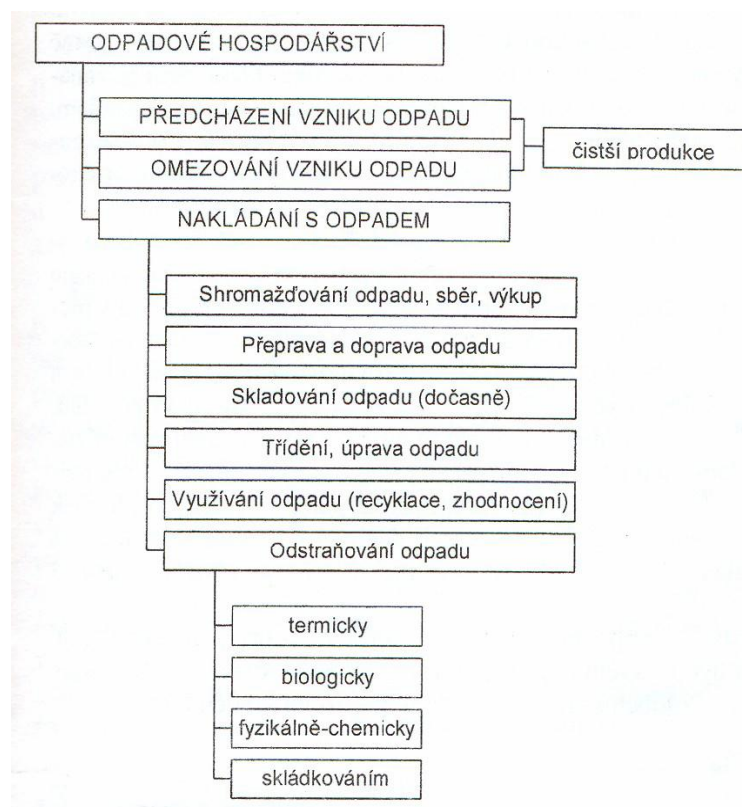 ODPADOVÉ HOSPODÁŘSTVÍ
PŘEDCHÁZENÍ VZNIKU ODPADU
čistší produkce
OMEZOVÁNÍ VZNIKU ODPADU
NAKLÁDÁNÍ S ODPADEM
Shromažďování odpadu, sběr, výkup
Přeprava a doprava odpadu
Skladování odpadu (dočasně)
Třídění, úprava odpadu
Využívání odpadu (recyklace, zhodnocení)
Odstraňování odpadu
termicky
biologicky
fyzikálně-chemicky
skládkováním